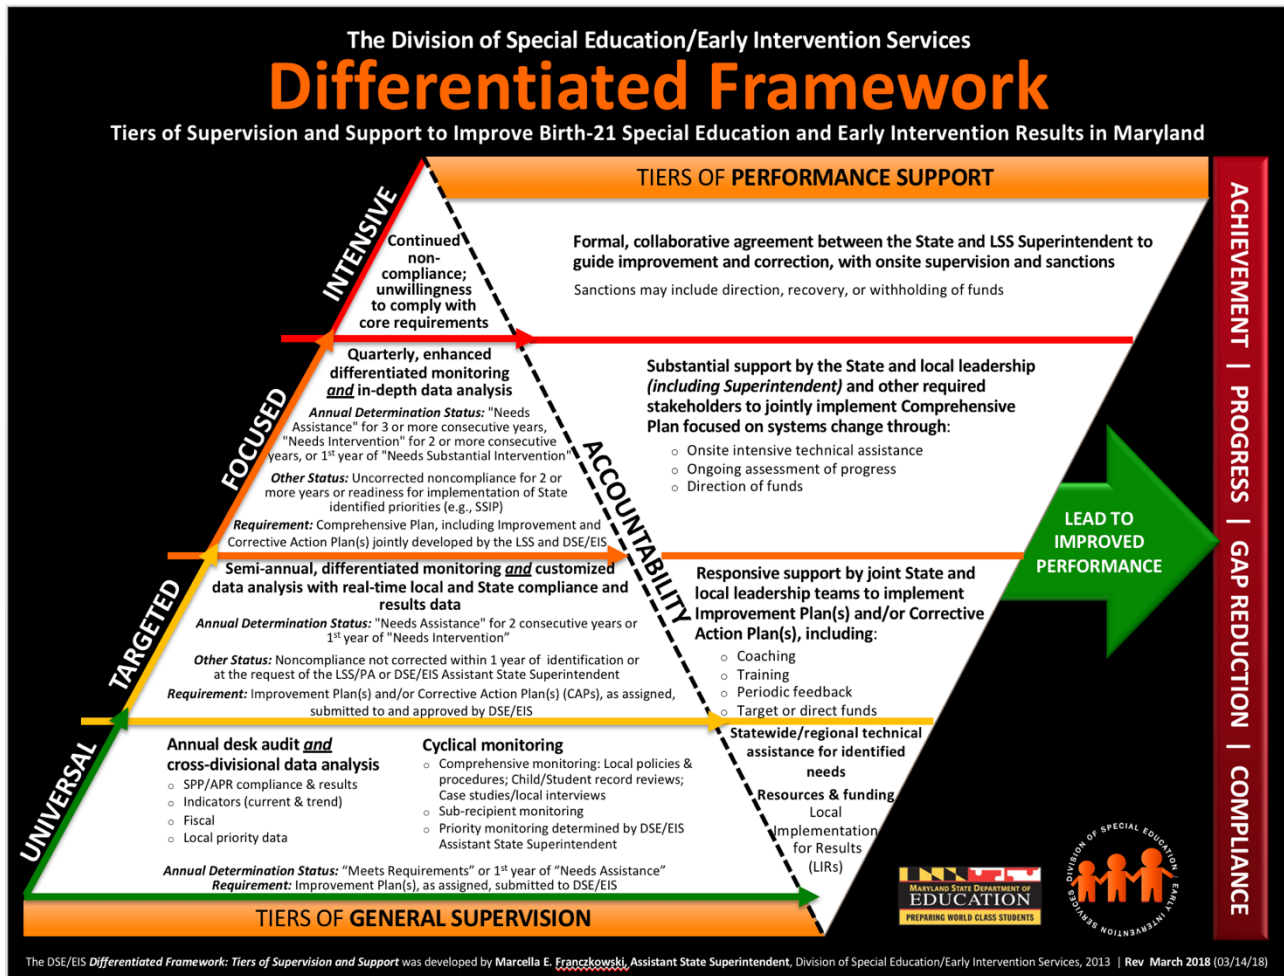 The Division of Special Education/Early Intervention Services
Differentiated Framework
Tiers of Supervision and Support to Improve Birth-21 Special Education and Early Intervention Results in Maryland
TIERS OF PERFORMANCE SUPPORT
INTENSIVE
Continued
non-
compliance;
unwillingness
to comply with
core requirements
Formal, collaborative agreement between the State and LSS Superintendent to
guide improvement and correction, with onsite supervision and sanctions
Sanctions may include direction, recovery, or withholding of funds
FOCUSED
Quarterly, enhanced
differentiated monitoring
and in-depth data analysis
Annual Determination Status: "Needs
Assistance" for 3 or more consecutive years,
"Needs Intervention" for 2 or more consecutive
years, or 1st year of "Needs Substantial Intervention"
Other Status: Uncorrected noncompliance for 2 or
more years or readiness for implementation of State
identified priorities (e.g., SSIP)
Requirement: Comprehensive Plan, including Improvement and
Corrective Action Plan(s) jointly developed by the LSS and DSE/EIS
Substantial support by the State and local leadership
(including Superintendent) and other required
stakeholders to jointly implement Comprehensive
Plan focused on systems change through:
○ Onsite intensive technical assistance
○ Ongoing assessment of progress
○ Direction of funds
ACCOUNTABILITY
TARGETED
Semi-annual, differentiated monitoring and customized
data analysis with real-time local and State compliance and
results data
Annual Determination Status: "Needs Assistance" for 2 consecutive years or
1st year of "Needs Intervention”
Other Status: Noncompliance not corrected within 1 year of identification or
at the request of the LSS/PA or DSE/EIS Assistant State Superintendent
Requirement: Improvement Plan(s) and/or Corrective Action Plan(s) (CAPs), as assigned,
submitted to and approved by DSE/EIS
Responsive support by joint State and
local leadership teams to implement
Improvement Plan(s) and/or Corrective
Action Plan(s), including:
○ Coaching
○ Training
○ Periodic feedback
○ Target or direct funds
UNIVERSAL
Annual desk audit and
cross-divisional data analysis
○ SPP/APR compliance & results
○ Indicators (current & trend)
○ Fiscal
○ Local priority data
Cyclical monitoring
○ Comprehensive monitoring: Local policies &
procedures; Child/Student record reviews;
Case studies/local interviews
○ Sub-recipient monitoring
○ Priority monitoring determined by DSE/EIS
Assistant State Superintendent
Annual Determination Status: “Meets Requirements” or 1st year of “Needs Assistance”
Requirement: Improvement Plan(s), as assigned, submitted to DSE/EIS
Statewide/regional technical
assistance for identified
needs
Resources & funding
Local
Implementation
for Results
(LIRs)
TIERS OF GENERAL SUPERVISION
LEAD TO
IMPROVED
PERFORMANCE
ACHIEVEMENT | PROGRESS | GAP REDUCTION | COMPLIANCE
MARYLAND STATE DEPARTMENT OF
EDUCATION
PREPARING WORLD CLASS STUDENTS
DIVISION OF SPECIAL EDUCATION / EARLY INTERVENTION SERVICES
The DSE/EIS Differentiated Framework: Tiers of Supervision and Support was developed by Marcella E. Franczkowski, Assistant State Superintendent, Division of Special Education/Early Intervention Services, 2013 | Rev March 2018 (03/14/18)